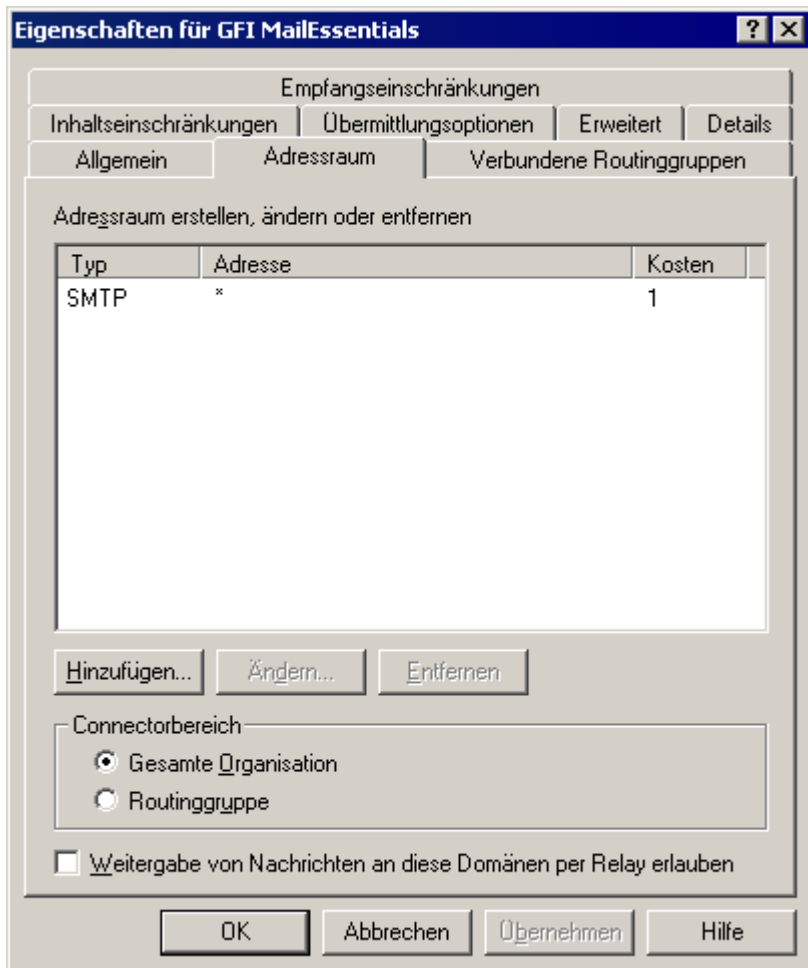 Eigenschaften für GFI MailEssentials
Empfangseinschränkungen
Inhaltseinschränkungen Übermittlungsoptionen Erweitert Details
Allgemein Adressraum Verbundene Routinggruppen
Adressraum erstellen, ändern oder entfernen
Typ Adresse Kosten
SMTP * 1
Hinzufügen... Ändern... Entfernen
Connectorbereich
Gesamte Organisation
Routinggruppe
Weitergabe von Nachrichten an diese Domänen per Relay erlauben
OK Abbrechen Übernehmen Hilfe